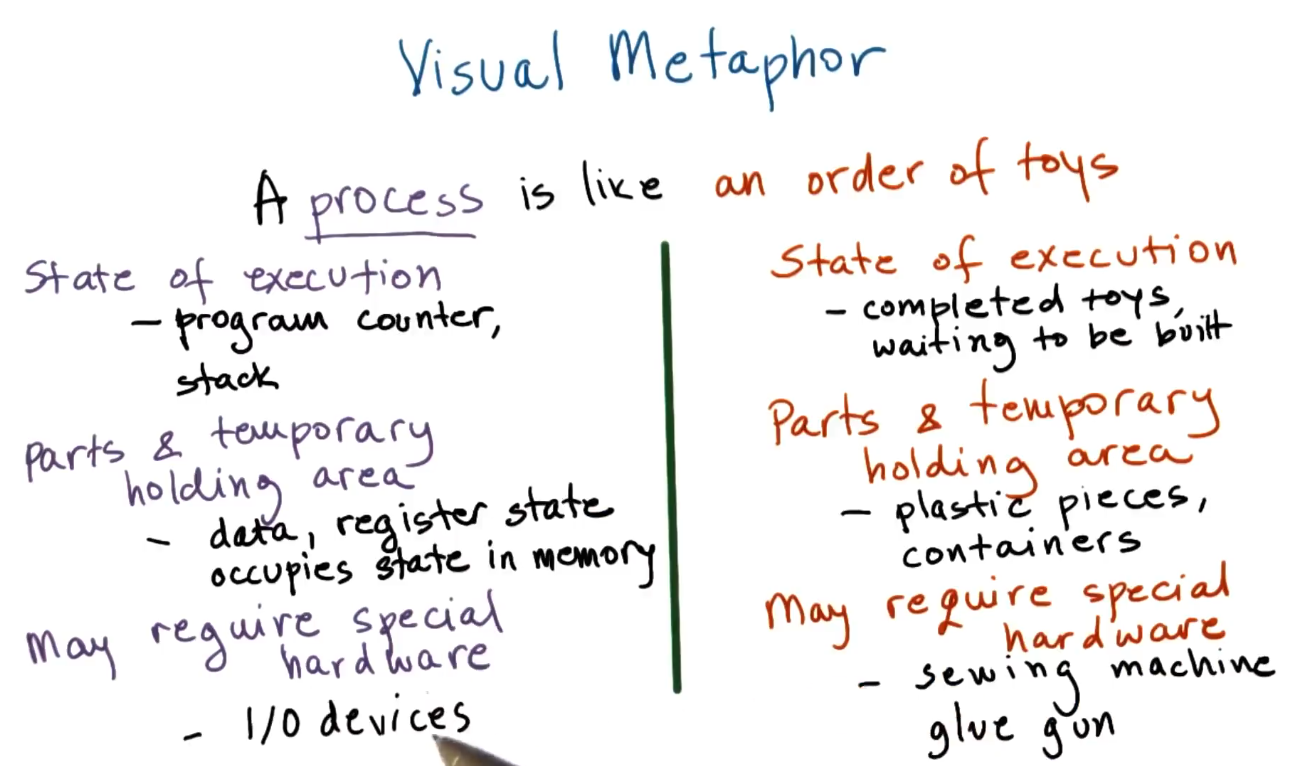 Visual Metaphor
A process is like an order of toys
State of execution
- program counter,
stack
Parts & temporary
holding area
- data, register state
occupies state in memory
May require special
hardware
- I/O devices
State of execution
- completed toys,
waiting to be built
Parts & temporary
holding area
- plastic pieces,
containers
May require special
hardware
- sewing machine
glue gun